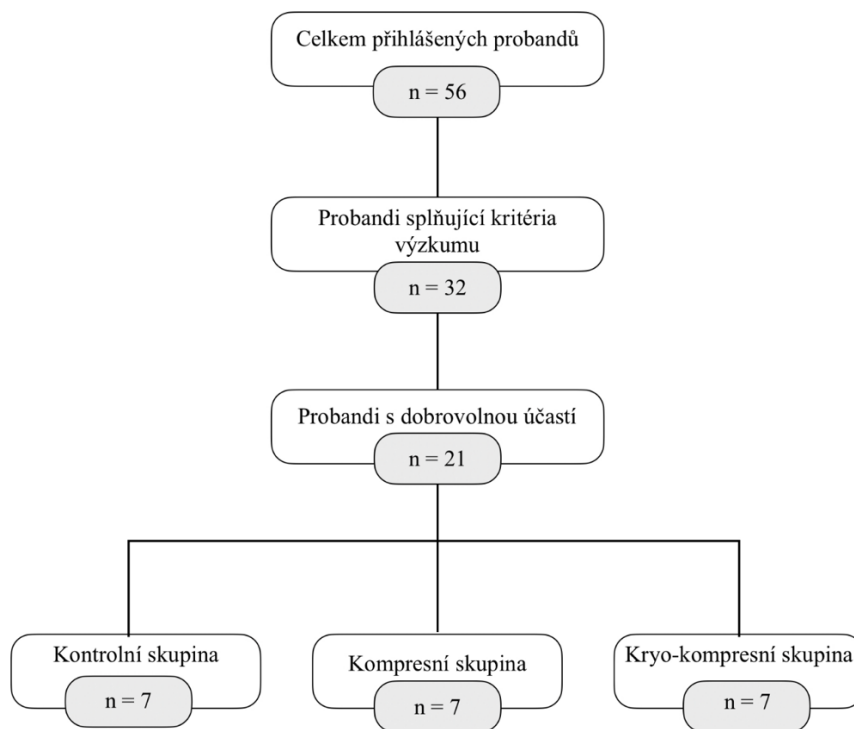 Celkem přihlášených probandů
n = 56
Probandi splňující kritéria
výzkumu
n = 32
Probandi s dobrovolnou účastí
n = 21
Kontrolní skupina
n = 7
Kompresní skupina
n = 7
Kryo-kompresní skupina
n = 7